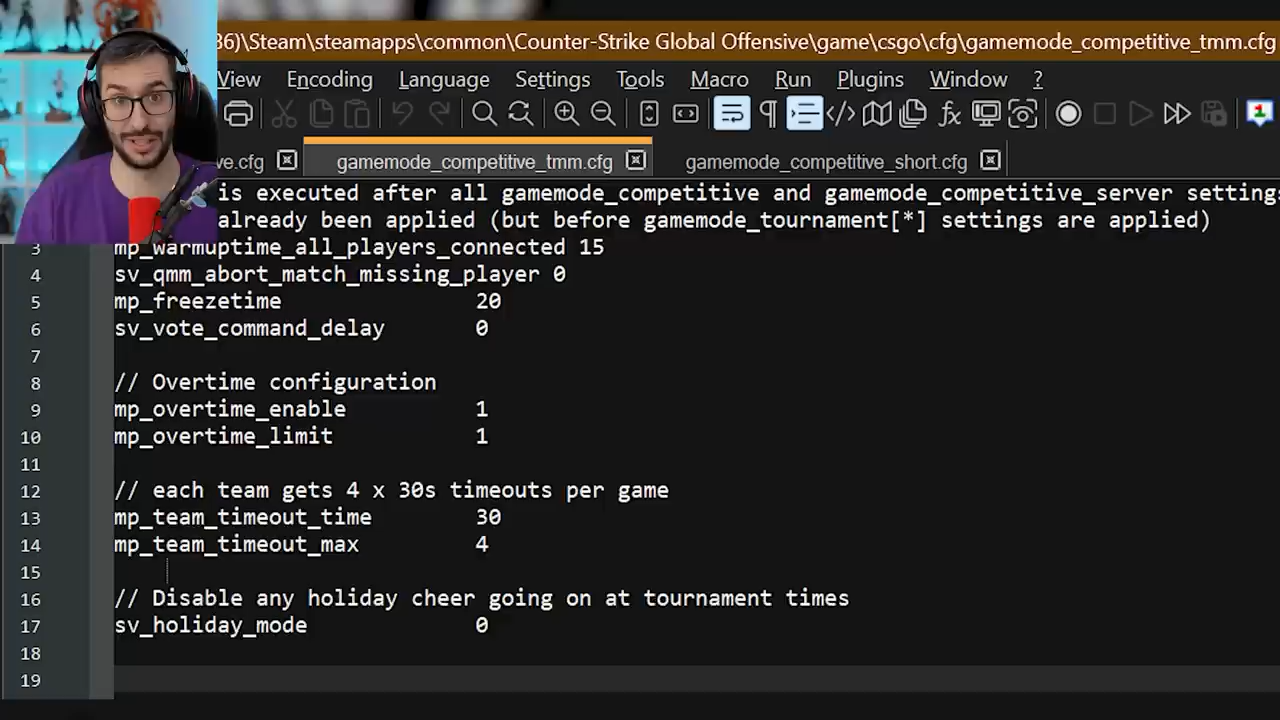 36)\Steam\steamapps\common\Counter-Strike Global Offensive\game\csgo\cfg\gamemode_competitive_tmm.cfg
View Encoding Language Settings Tools Macro Run Plugins Window ?
1
ve.cfg gamemode_competitive_tmm.cfg gamemode_competitive_short.cfg
is executed after all gamemode_competitive and gamemode_competitive_server settings
already been applied (but before gamemode_tournament[*] settings are applied)
3 mp_warmuptime_all_players_connected 15
4 sv_qmm_abort_match_missing_player 0
5 mp_freezetime 20
6 sv_vote_command_delay 0
7
8 // Overtime configuration
9 mp_overtime_enable 1
10 mp_overtime_limit 1
11
12 // each team gets 4 x 30s timeouts per game
13 mp_team_timeout_time 30
14 mp_team_timeout_max 4
15
16 // Disable any holiday cheer going on at tournament times
17 sv_holiday_mode 0
18
19